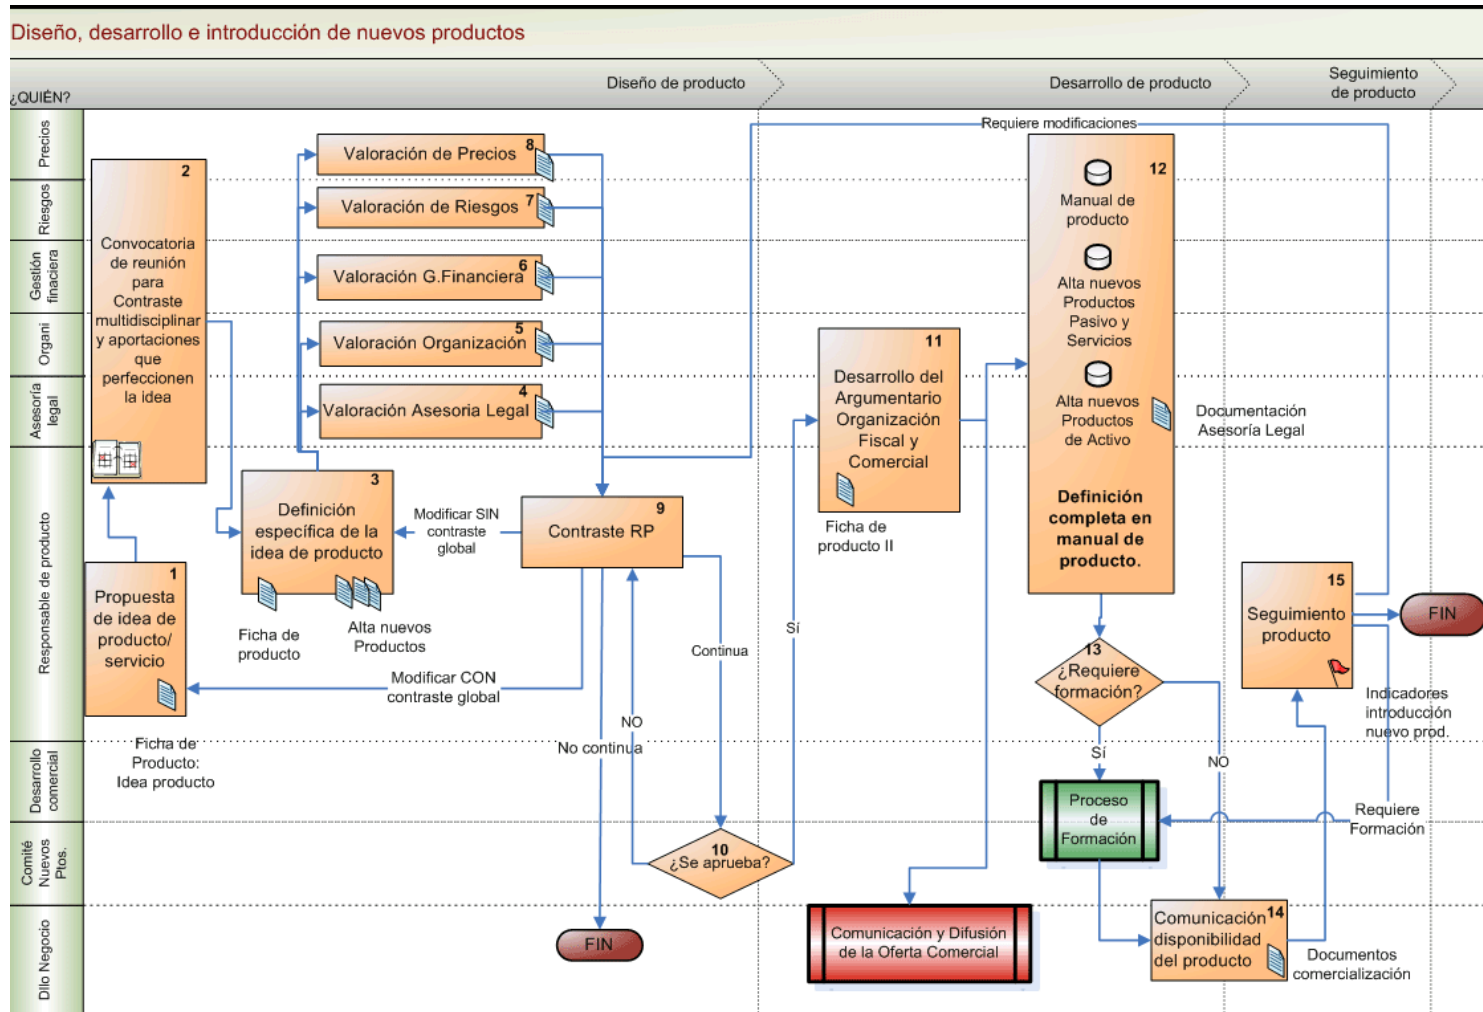 Diseño, desarrollo e introducción de nuevos productos
¿QUIÉN?
Diseño de producto
Desarrollo de producto
Seguimiento
de producto
Precios
Riesgos
Gestión
finaciera
Organi
Asesoría
legal
Responsable de producto
Desarrollo
comercial
Comité
Nuevos
Ptos.
Dllo Negocio
2
Convocatoria
de reunión
para
Contraste
multidisciplinar
y aportaciones
que
perfeccionen
la idea
1
Propuesta
de idea de
producto/
servicio
Ficha de
Producto:
Idea producto
Valoración de Precios
8
Valoración de Riesgos
7
Valoración G.Financiera
6
Valoración Organización
5
Valoración Asesoria Legal
4
3
Definición
específica de la
idea de producto
Ficha de
producto
Alta nuevos
Productos
Modificar SIN
contraste
global
9
Contraste RP
Modificar CON
contraste global
No continua
NO
Continua
FIN
10
¿Se aprueba?
Sí
11
Desarrollo del
Argumentario
Organización
Fiscal y
Comercial
Ficha de
producto II
Comunicación y Difusión
de la Oferta Comercial
Requiere modificaciones
12
Manual de
producto
Alta nuevos
Productos
Pasivo y
Servicios
Alta nuevos
Productos
de Activo
Definición
completa en
manual de
producto.
Documentación
Asesoría Legal
13
¿Requiere
formación?
Sí
NO
Proceso
de
Formación
14
Comunicación
disponibilidad
del producto
Documentos
comercialización
15
Seguimiento
producto
Indicadores
introducción
nuevo prod.
FIN
Requiere
Formación